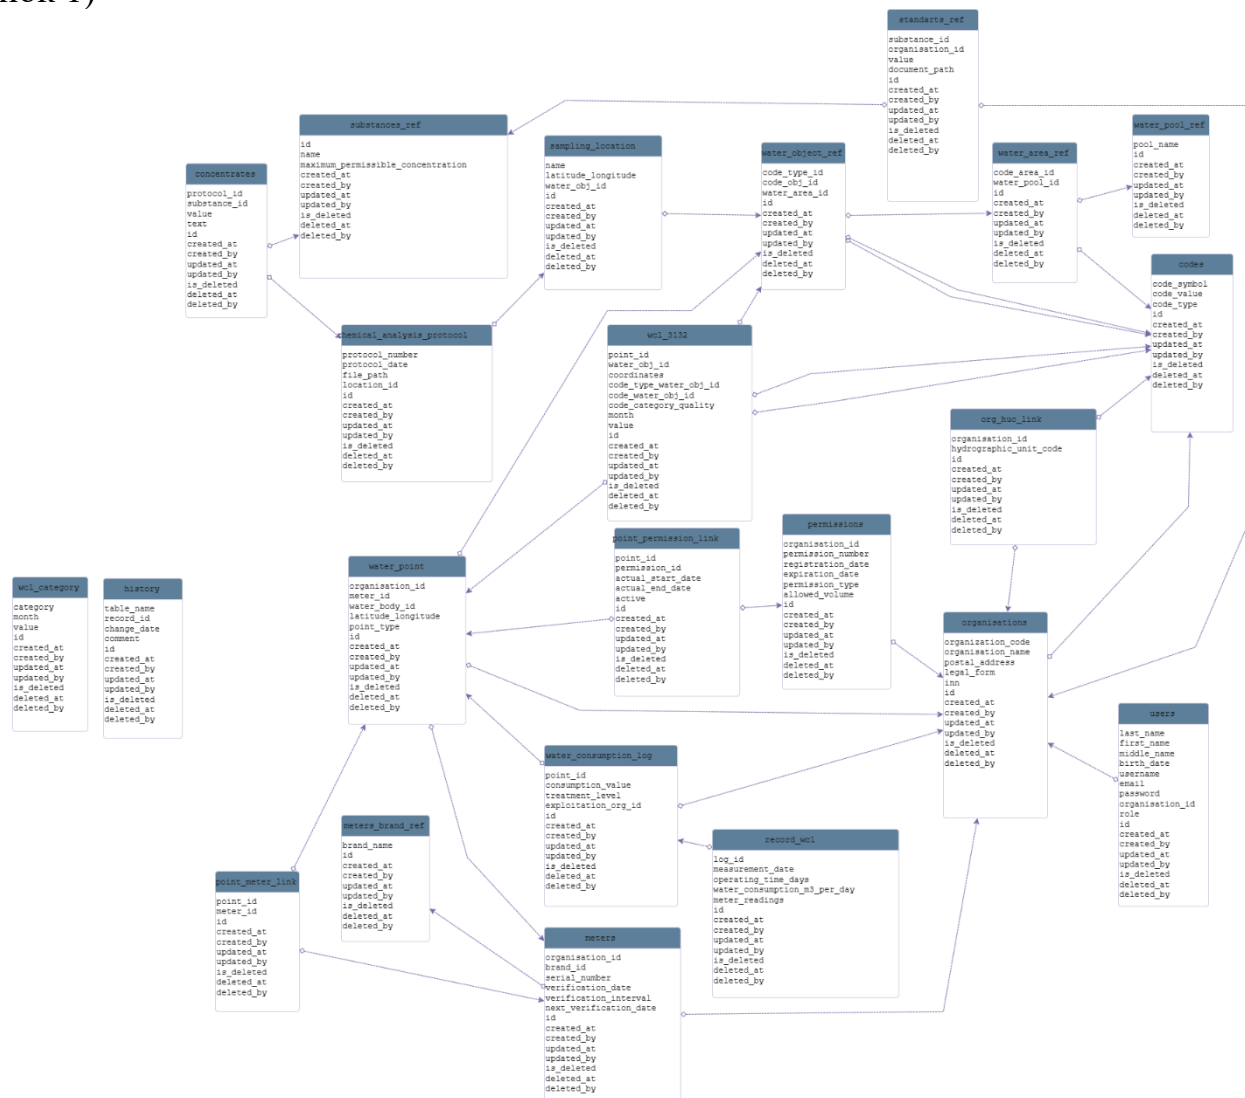 standarts_ref
substance_id
organisation_id
value
document_path
id
created_at
created_by
updated_at
updated_by
is_deleted
deleted_at
deleted_by
substances_ref
id
name
maximum_permissible_concentration
created_at
created_by
updated_at
updated_by
is_deleted
deleted_at
deleted_by
sampling_location
name
latitude_longitude
water_obj_id
id
created_at
created_by
updated_at
updated_by
is_deleted
deleted_at
deleted_by
water_object_ref
code_type_id
code_obj_id
water_area_id
id
created_at
created_by
updated_at
updated_by
is_deleted
deleted_at
deleted_by
water_area_ref
code_area_id
water_pool_id
id
created_at
created_by
updated_at
updated_by
is_deleted
deleted_at
deleted_by
water_pool_ref
pool_name
id
created_at
created_by
updated_at
updated_by
is_deleted
deleted_at
deleted_by
concentrates
protocol_id
substance_id
value
text
id
created_at
created_by
updated_at
updated_by
is_deleted
deleted_at
deleted_by
codes
code_symbol
code_value
code_type
id
created_at
created_by
updated_at
updated_by
is_deleted
deleted_at
deleted_by
hemical_analysis_protocol
protocol_number
protocol_date
file_path
location_id
id
created_at
created_by
updated_at
updated_by
is_deleted
deleted_at
deleted_by
wcl_3132
point_id
water_obj_id
coordinates
code_type_water_obj_id
code_water_obj_id
code_category_quality
month
value
id
created_at
created_by
updated_at
updated_by
is_deleted
deleted_at
deleted_by
org_huc_link
organisation_id
hydrographic_unit_code
id
created_at
created_by
updated_at
updated_by
is_deleted
deleted_at
deleted_by
point_permission_link
point_id
permission_id
actual_start_date
actual_end_date
active
id
created_at
created_by
updated_at
updated_by
is_deleted
deleted_at
deleted_by
permissions
organisation_id
permission_number
registration_date
expiration_date
permission_type
allowed_volume
id
created_at
created_by
updated_at
updated_by
is_deleted
deleted_at
deleted_by
water_point
organisation_id
meter_id
water_body_id
latitude_longitude
point_type
id
created_at
created_by
updated_at
updated_by
is_deleted
deleted_at
deleted_by
wcl_category
category
month
value
id
created_at
created_by
updated_at
updated_by
is_deleted
deleted_at
deleted_by
history
table_name
record_id
change_date
comment
id
created_at
created_by
updated_at
updated_by
is_deleted
deleted_at
deleted_by
organisations
organization_code
organisation_name
postal_address
legal_form
inn
id
created_at
created_by
updated_at
updated_by
is_deleted
deleted_at
deleted_by
users
last_name
first_name
middle_name
birth_date
username
email
password
organisation_id
role
id
created_at
created_by
updated_at
updated_by
is_deleted
deleted_at
deleted_by
water_consumption_log
point_id
consumption_value
treatment_level
exploitation_org_id
id
created_at
created_by
updated_at
updated_by
is_deleted
deleted_at
deleted_by
meters_brand_ref
brand_name
id
created_at
created_by
updated_at
updated_by
is_deleted
deleted_at
deleted_by
record_wcl
log_id
measurement_date
operating_time_days
water_consumption_m3_per_day
meter_readings
id
created_at
created_by
updated_at
updated_by
is_deleted
deleted_at
deleted_by
point_meter_link
point_id
meter_id
id
created_at
created_by
updated_at
updated_by
is_deleted
deleted_at
deleted_by
meters
organisation_id
brand_id
serial_number
verification_date
verification_interval
next_verification_date
id
created_at
created_by
updated_at
updated_by
is_deleted
deleted_at
deleted_by